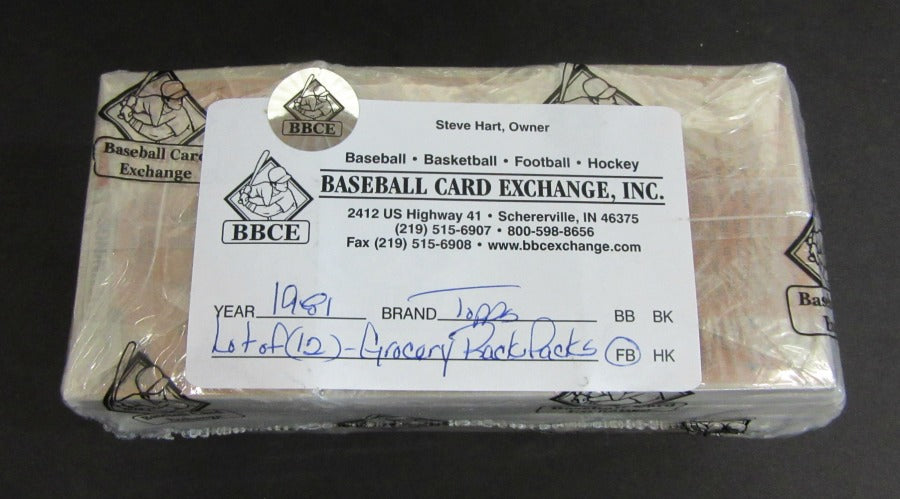 BBCE
Baseball Card
Exchange
Steve Hart, Owner
Baseball • Basketball • Football • Hockey
BASEBALL CARD EXCHANGE, INC.
BBCE
2412 US Highway 41 • Schererville, IN 46375
(219) 515-6907 • 800-598-8656
Fax (219) 515-6908 • www.bbcexchange.com
YEAR 1981 BRAND Topps BB BK
Lot of (12) - Grocery Rack Packs FB HK